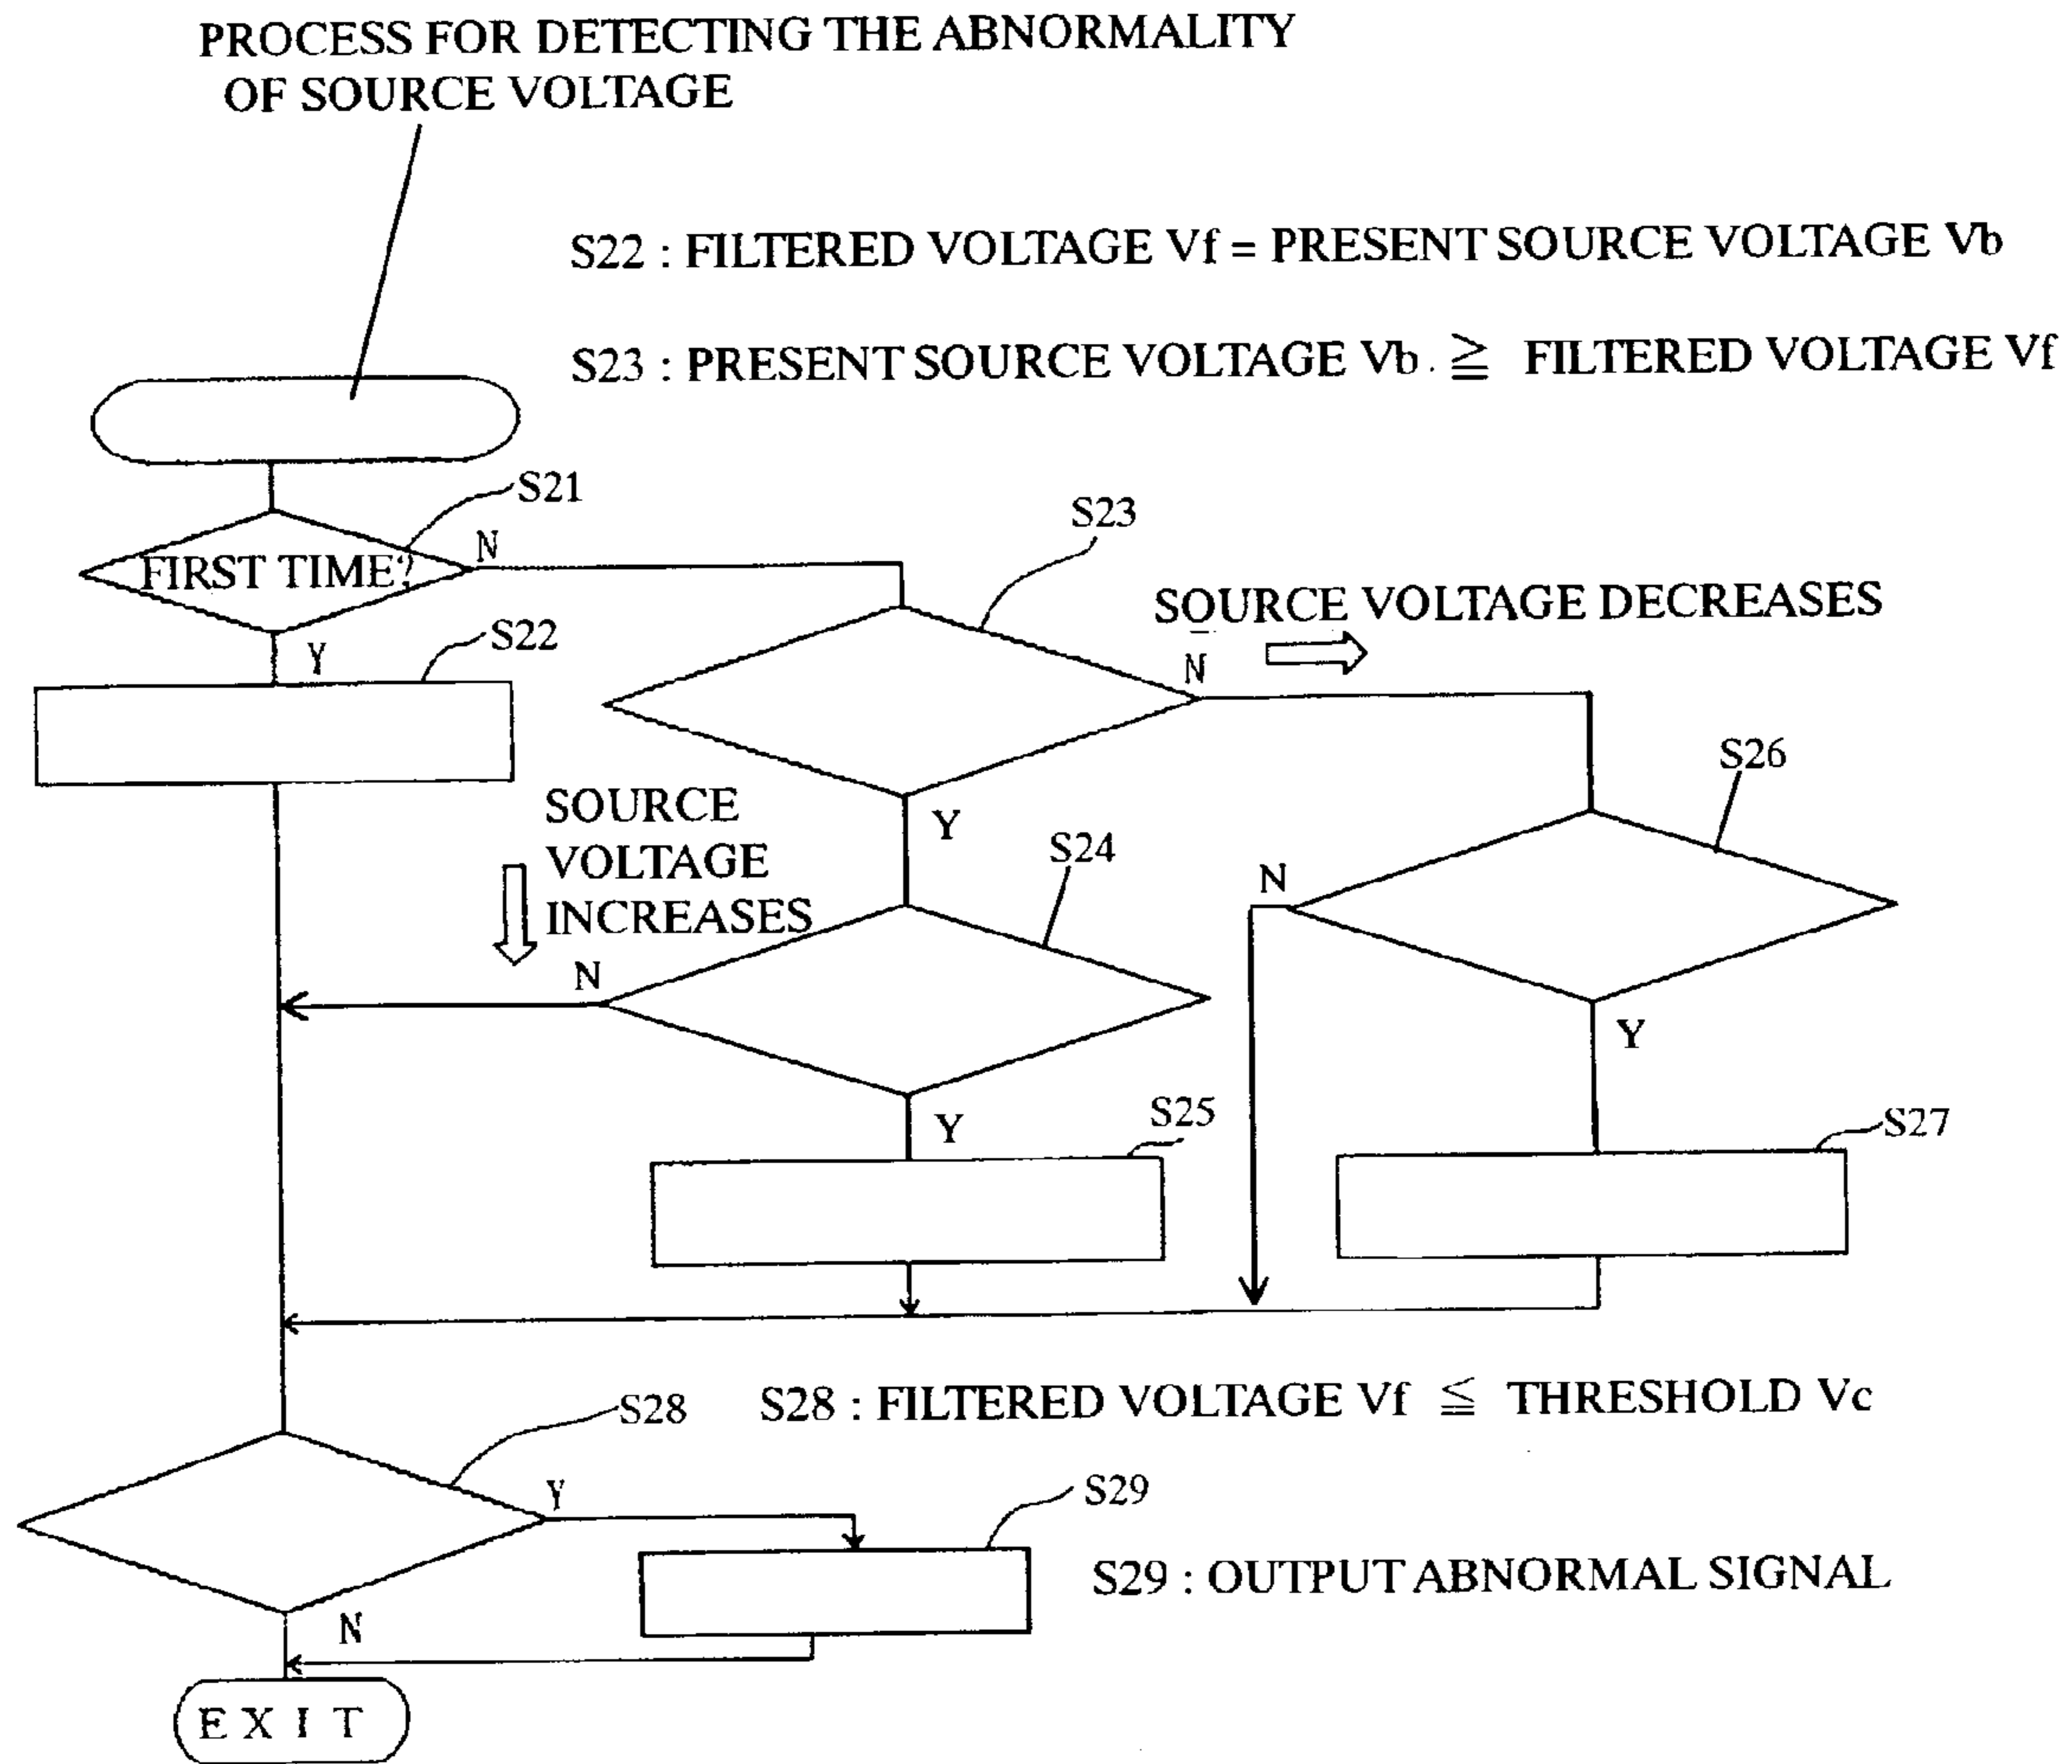 PROCESS FOR DETECTING THE ABNORMALITY
OF SOURCE VOLTAGE
S22 : FILTERED VOLTAGE Vf = PRESENT SOURCE VOLTAGE Vb
S23 : PRESENT SOURCE VOLTAGE Vb. ≧ FILTERED VOLTAGE Vf
S21
FIRST TIME?
N
S23
SOURCE VOLTAGE DECREASES
Y
S22
N
S26
SOURCE
VOLTAGE
INCREASES
Y
S24
N
N
Y
Y
S25
S27
S28
S28 : FILTERED VOLTAGE Vf ≦ THRESHOLD Vc
Y
S29
S29 : OUTPUT ABNORMAL SIGNAL
N
EXIT